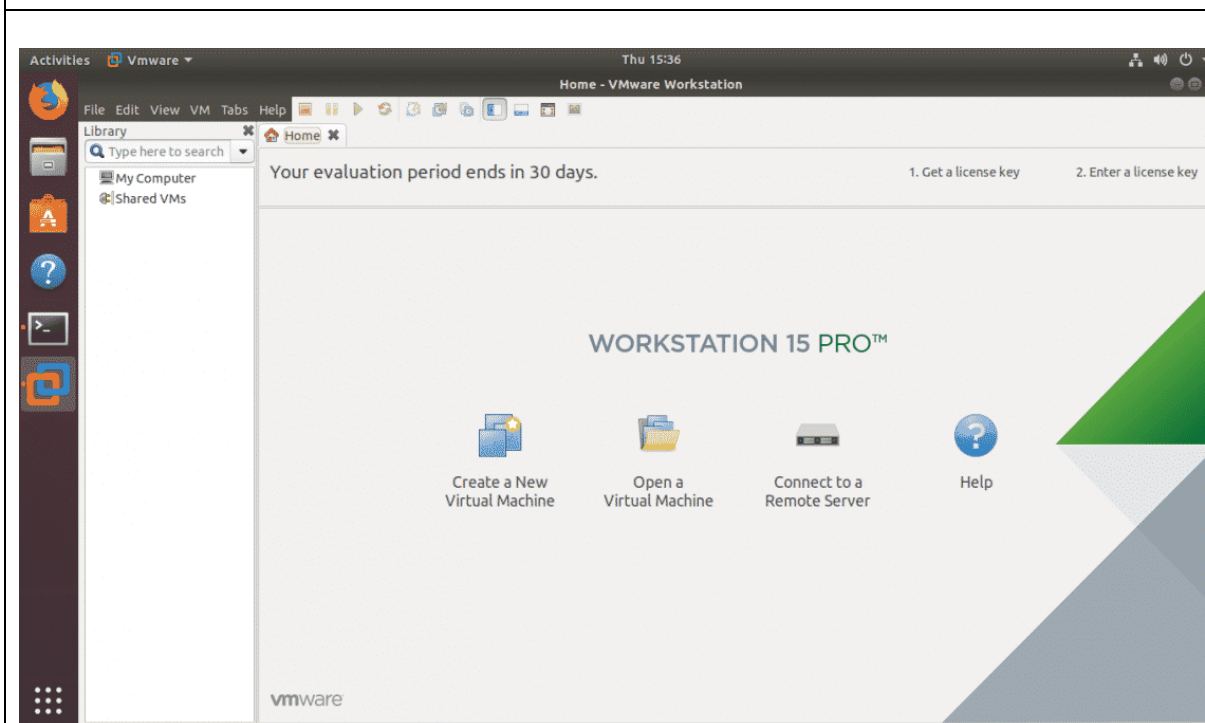 Activities Vmware Thu 15:36
Home - VMware Workstation
File Edit View VM Tabs Help
Library Home
Type here to search
My Computer
Shared VMs
Your evaluation period ends in 30 days. 1. Get a license key 2. Enter a license key
WORKSTATION 15 PRO™
Create a New
Virtual Machine
Open a
Virtual Machine
Connect to a
Remote Server
Help
vmware